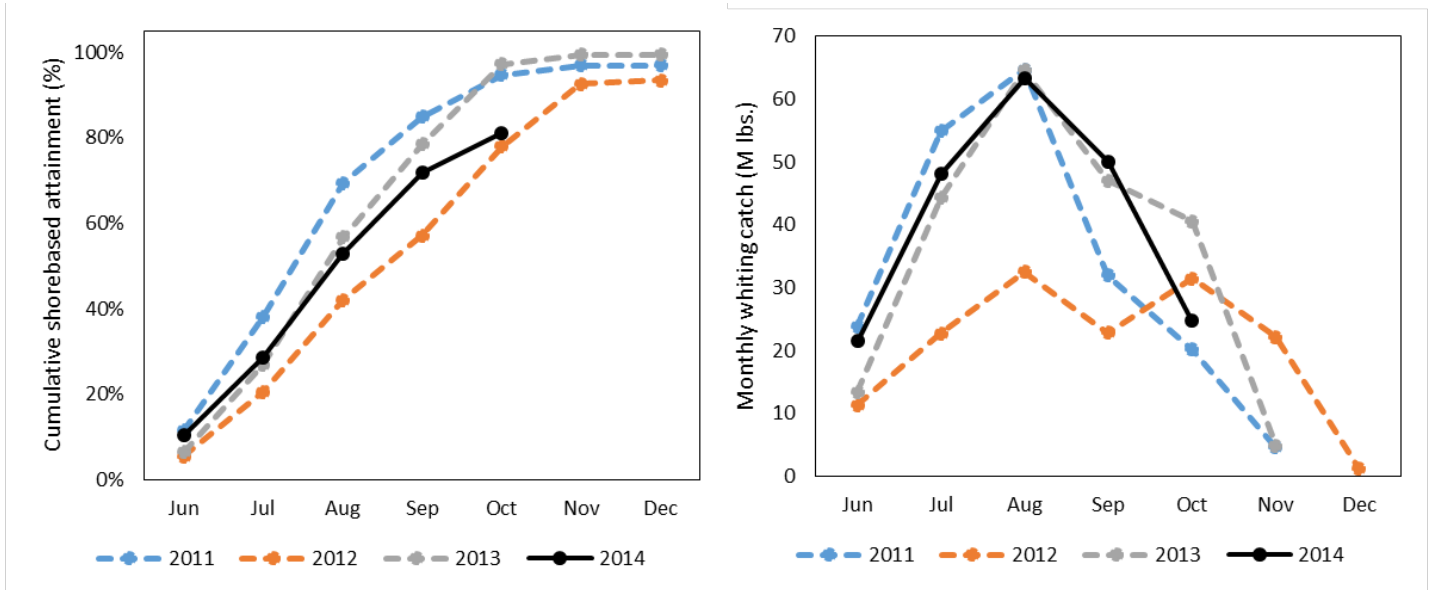 Cumulative shorebased attainment (%)
100%
80%
60%
40%
20%
0%
Jun Jul Aug Sep Oct Nov Dec
2011 2012 2013 2014
Monthly whiting catch (M lbs.)
70
60
50
40
30
20
10
0
Jun Jul Aug Sep Oct Nov Dec
2011 2012 2013 2014